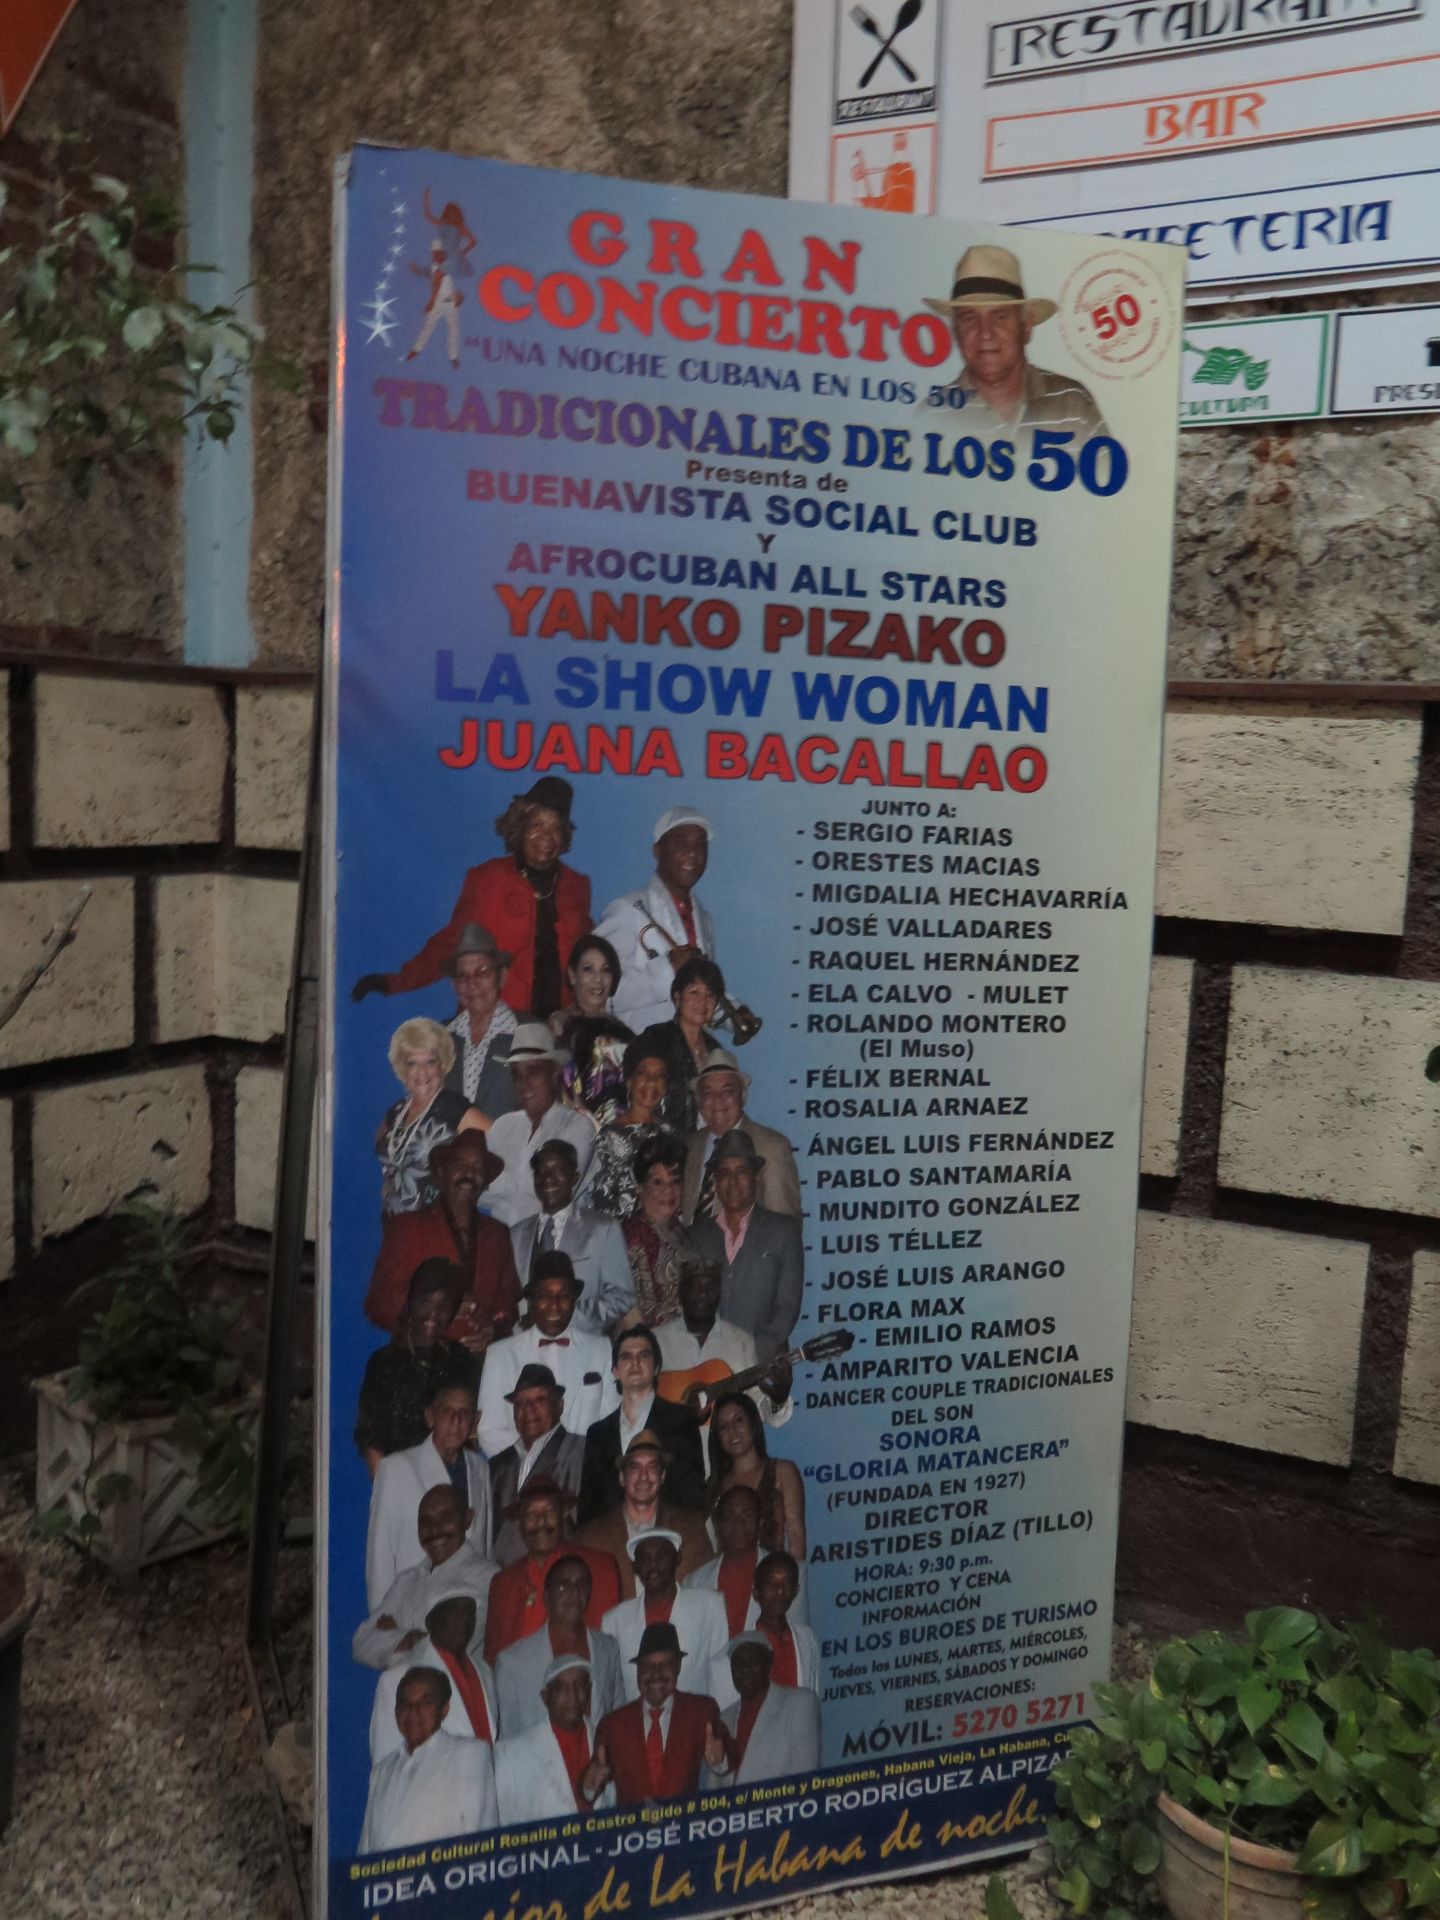 RESTAURANT
RESTAURANT
BAR
CAFETERIA
CULTURA
GRAN
CONCIERTO
"UNA NOCHE CUBANA EN LOS 50"
50
TRADICIONALES DE LOS 50
Presenta de
BUENAVISTA SOCIAL CLUB
Y
AFROCUBAN ALL STARS
YANKO PIZAKO
LA SHOW WOMAN
JUANA BACALLAO
JUNTO A:
- SERGIO FARIAS
- ORESTES MACIAS
- MIGDALIA HECHAVARRÍA
- JOSÉ VALLADARES
- RAQUEL HERNÁNDEZ
- ELA CALVO - MULET
- ROLANDO MONTERO
(El Muso)
- FÉLIX BERNAL
- ROSALIA ARNAEZ
- ÁNGEL LUIS FERNÁNDEZ
- PABLO SANTAMARÍA
- MUNDITO GONZÁLEZ
- LUIS TÉLLEZ
- JOSÉ LUIS ARANGO
- FLORA MAX
- EMILIO RAMOS
- AMPARITO VALENCIA
- DANCER COUPLE TRADICIONALES
DEL SON
SONORA
"GLORIA MATANCERA"
(FUNDADA EN 1927)
DIRECTOR
ARISTIDES DÍAZ (TILLO)
HORA: 9:30 p.m.
CONCIERTO Y CENA
INFORMACIÓN
EN LOS BUROES DE TURISMO
Todos los LUNES, MARTES, MIÉRCOLES,
JUEVES, VIERNES, SÁBADOS Y DOMINGO
RESERVACIONES:
MÓVIL: 5270 5271
Sociedad Cultural Rosalia de Castro Egido # 504, e/ Monte y Dragones, Habana Vieja, La Habana,
IDEA ORIGINAL - JOSÉ ROBERTO RODRÍGUEZ ALPIZAR
de La Habana de noche.